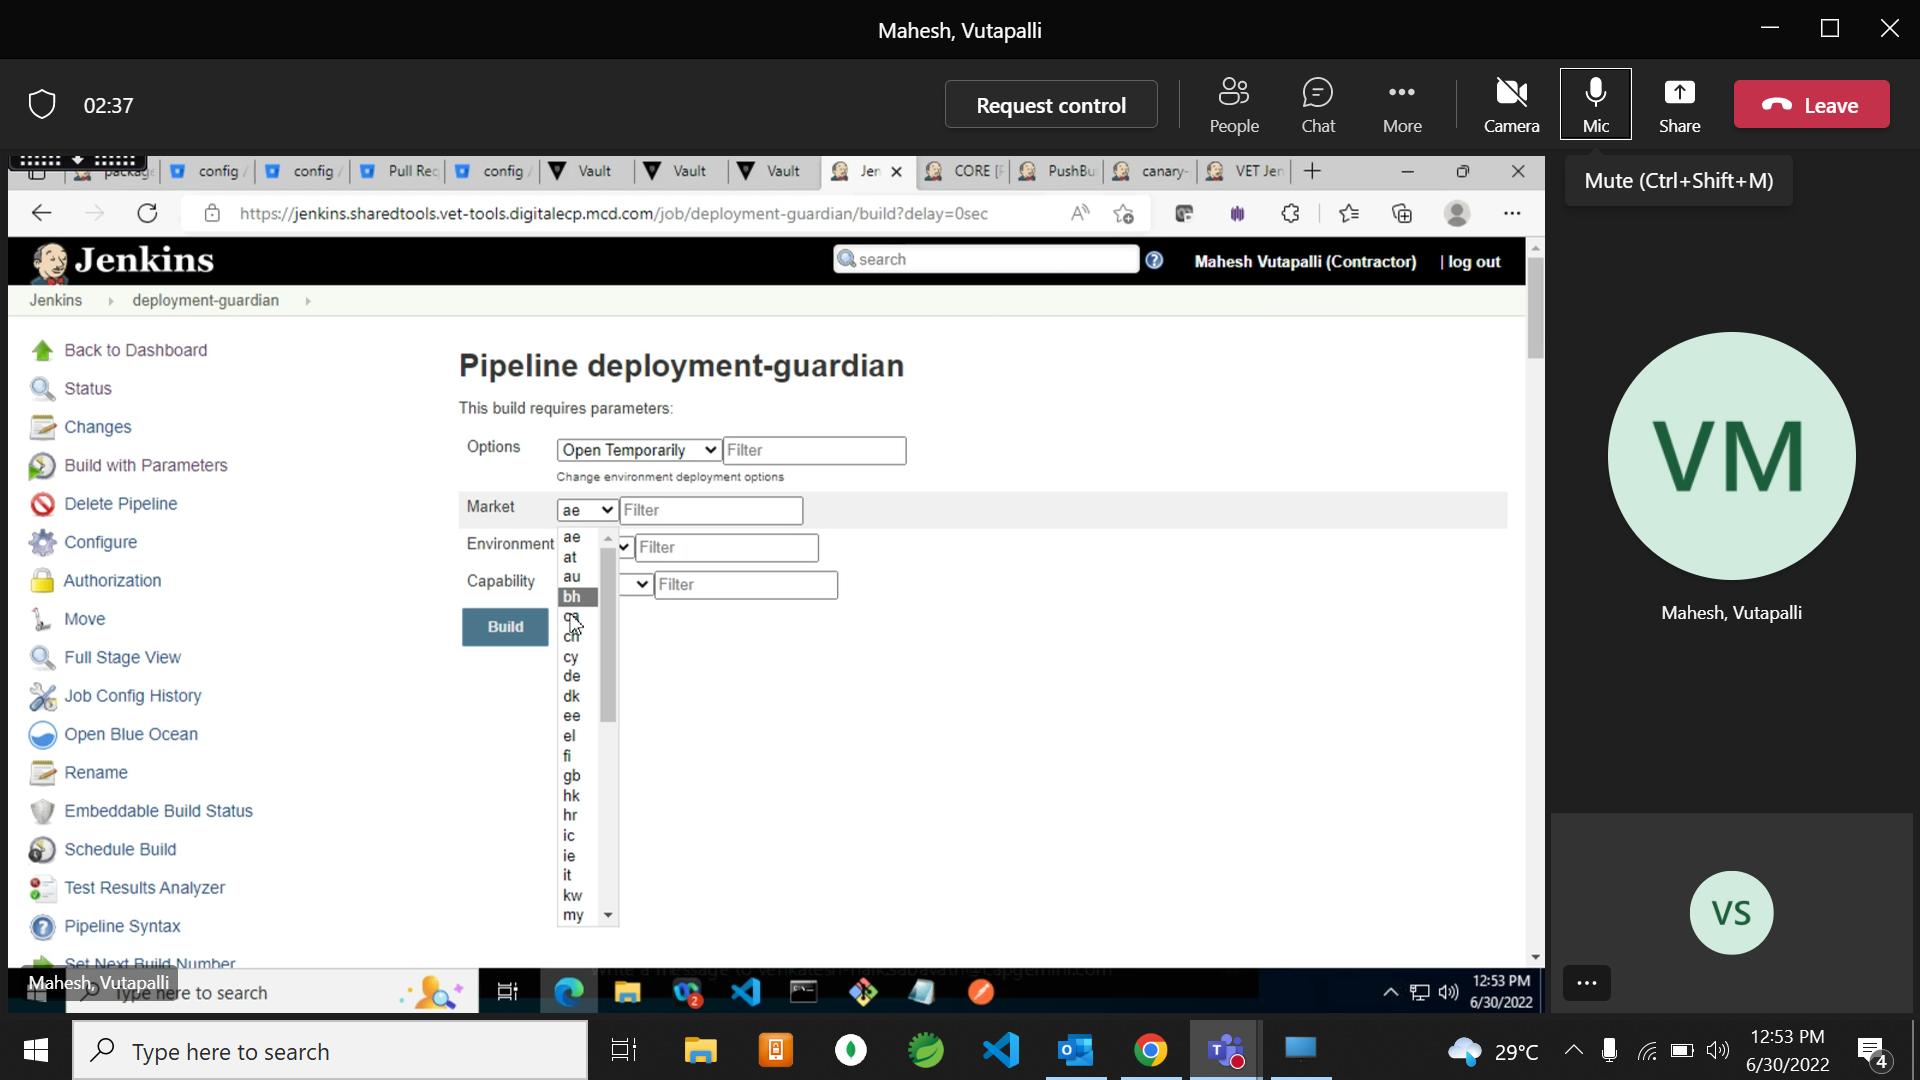 Mahesh, Vutapalli
02:37
Request control
People
Chat
More
Camera
Mic
Share
Leave
Mute (Ctrl+Shift+M)
package
config /
config /
Pull Rec
config /
Vault
Vault
Vault
Jen
CORE [F
PushBu
canary-
VET Jen
https://jenkins.sharedtools.vet-tools.digitalecp.mcd.com/job/deployment-guardian/build?delay=0sec
Jenkins
search
Mahesh Vutapalli (Contractor)
| log out
Jenkins
deployment-guardian
Back to Dashboard
Status
Changes
Build with Parameters
Delete Pipeline
Configure
Authorization
Move
Full Stage View
Job Config History
Open Blue Ocean
Rename
Embeddable Build Status
Schedule Build
Test Results Analyzer
Pipeline Syntax
Set Next Build Number
Pipeline deployment-guardian
This build requires parameters:
Options
Open Temporarily
Filter
Change environment deployment options
Market
ae
Filter
Environment
Filter
Capability
Filter
Build
ae
at
au
bh
ca
ch
cy
de
dk
ee
el
fi
gb
hk
hr
ic
ie
it
kw
my
VM
Mahesh, Vutapalli
VS
Mahesh, Vutapalli
Type here to search
2
12:53 PM
6/30/2022
Type here to search
29°C
12:53 PM
6/30/2022
4